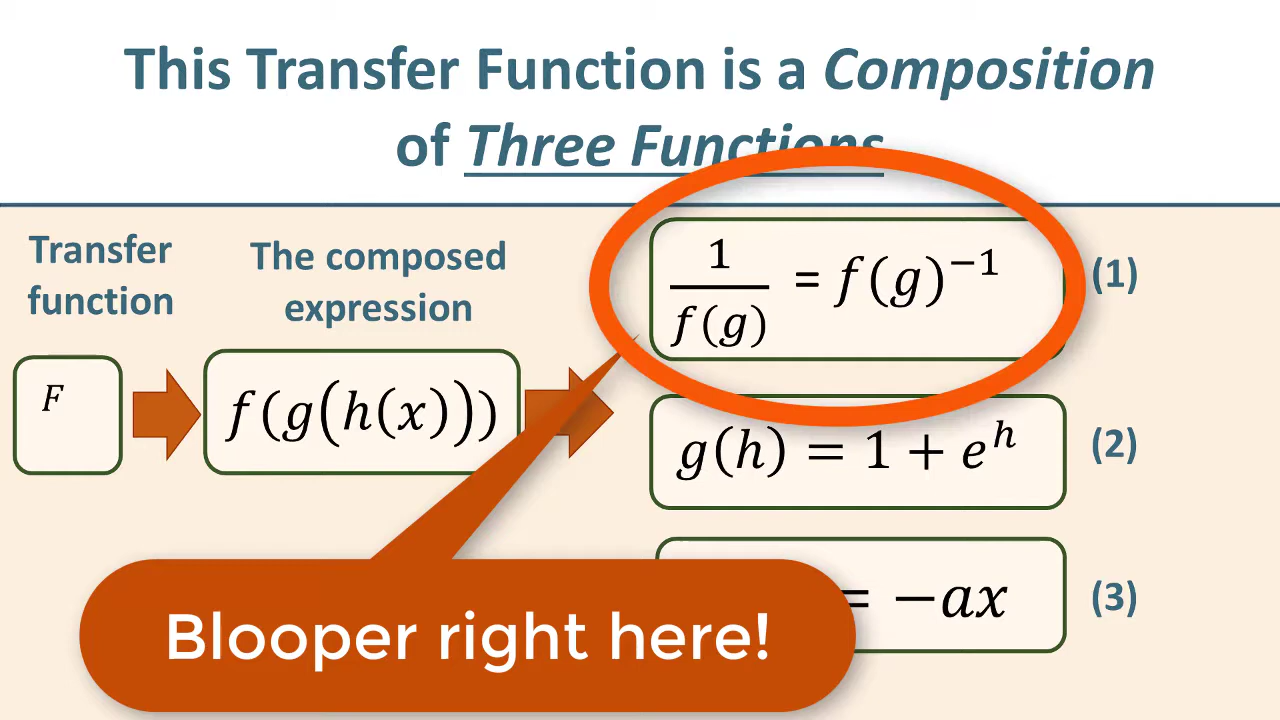 This Transfer Function is a Composition
of Three Functions
Transfer
function
The composed
expression
F
f(g(h(x)))
1/f(g) = f(g)⁻¹
(1)
g(h) = 1 + eʰ
(2)
= −ax
(3)
Blooper right here!